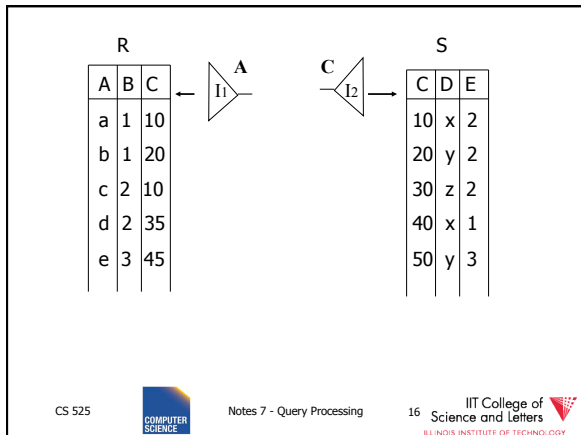 R
S
A
C
I1
I2
A B C
a 1 10
b 1 20
c 2 10
d 2 35
e 3 45
C D E
10 x 2
20 y 2
30 z 2
40 x 1
50 y 3
CS 525
COMPUTER
SCIENCE
Notes 7 - Query Processing
16
IIT College of
Science and Letters
ILLINOIS INSTITUTE OF TECHNOLOGY